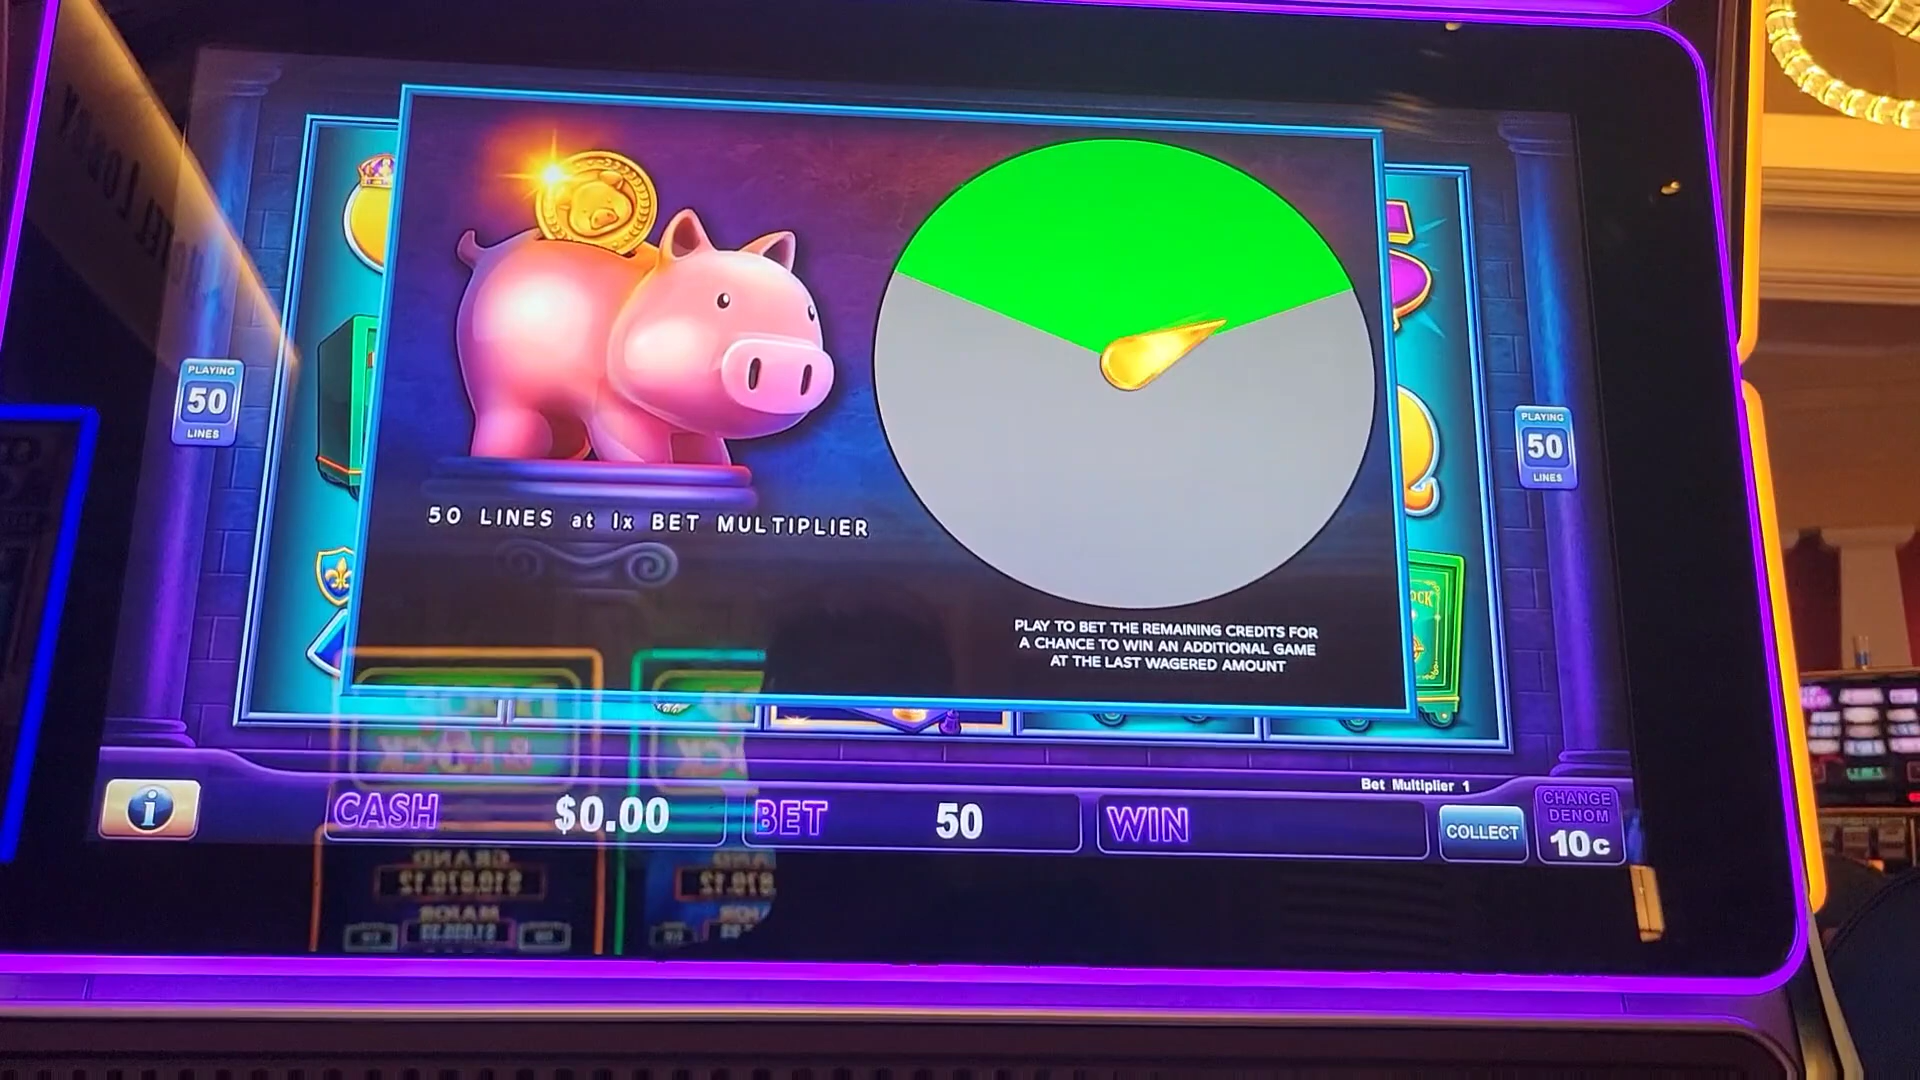 PLAYING
50
LINES
50 LINES at 1x BET MULTIPLIER
PLAY TO BET THE REMAINING CREDITS FOR
A CHANCE TO WIN AN ADDITIONAL GAME
AT THE LAST WAGERED AMOUNT
PLAYING
50
LINES
Bet Multiplier 1
CASH $0.00
BET 50
WIN
COLLECT
CHANGE
DENOM
10c